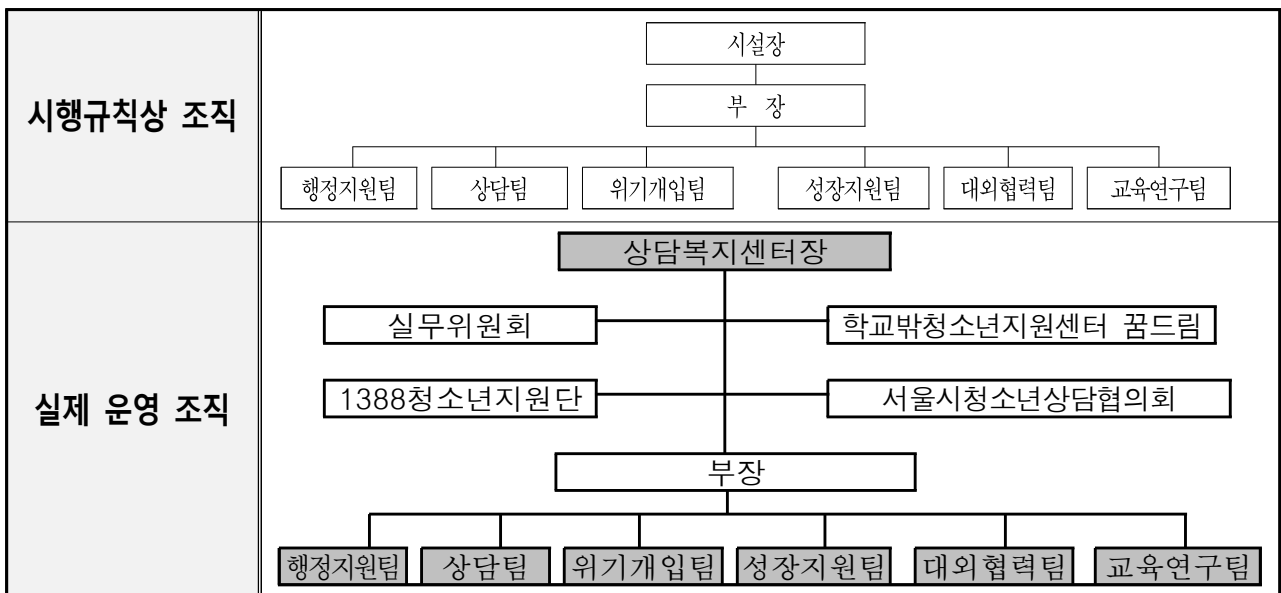 시행규칙상 조직
시설장
부 장
행정지원팀 상담팀 위기개입팀 성장지원팀 대외협력팀 교육연구팀
실제 운영 조직
상담복지센터장
실무위원회 학교밖청소년지원센터 꿈드림
1388청소년지원단 서울시청소년상담협의회
부장
행정지원팀 상담팀 위기개입팀 성장지원팀 대외협력팀 교육연구팀